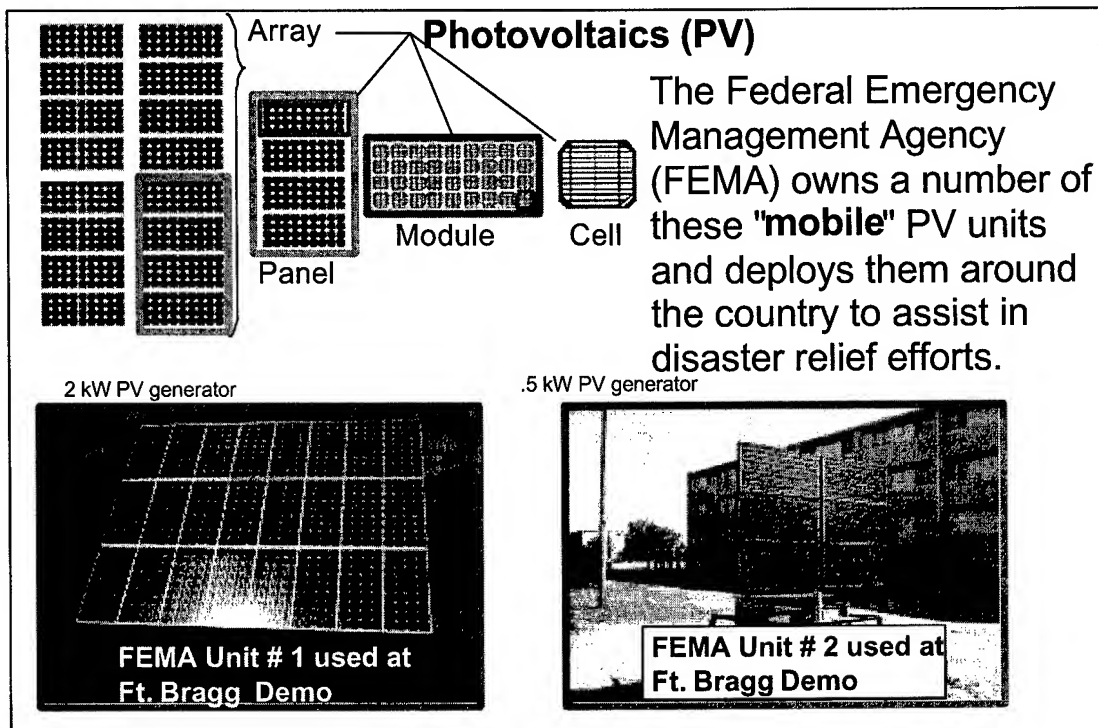 Photovoltaics (PV)
Array
Panel
Module
Cell
The Federal Emergency
Management Agency
(FEMA) owns a number of
these "mobile" PV units
and deploys them around
the country to assist in
disaster relief efforts.
2 kW PV generator
.5 kW PV generator
FEMA Unit # 1 used at
Ft. Bragg Demo
FEMA Unit # 2 used at
Ft. Bragg Demo